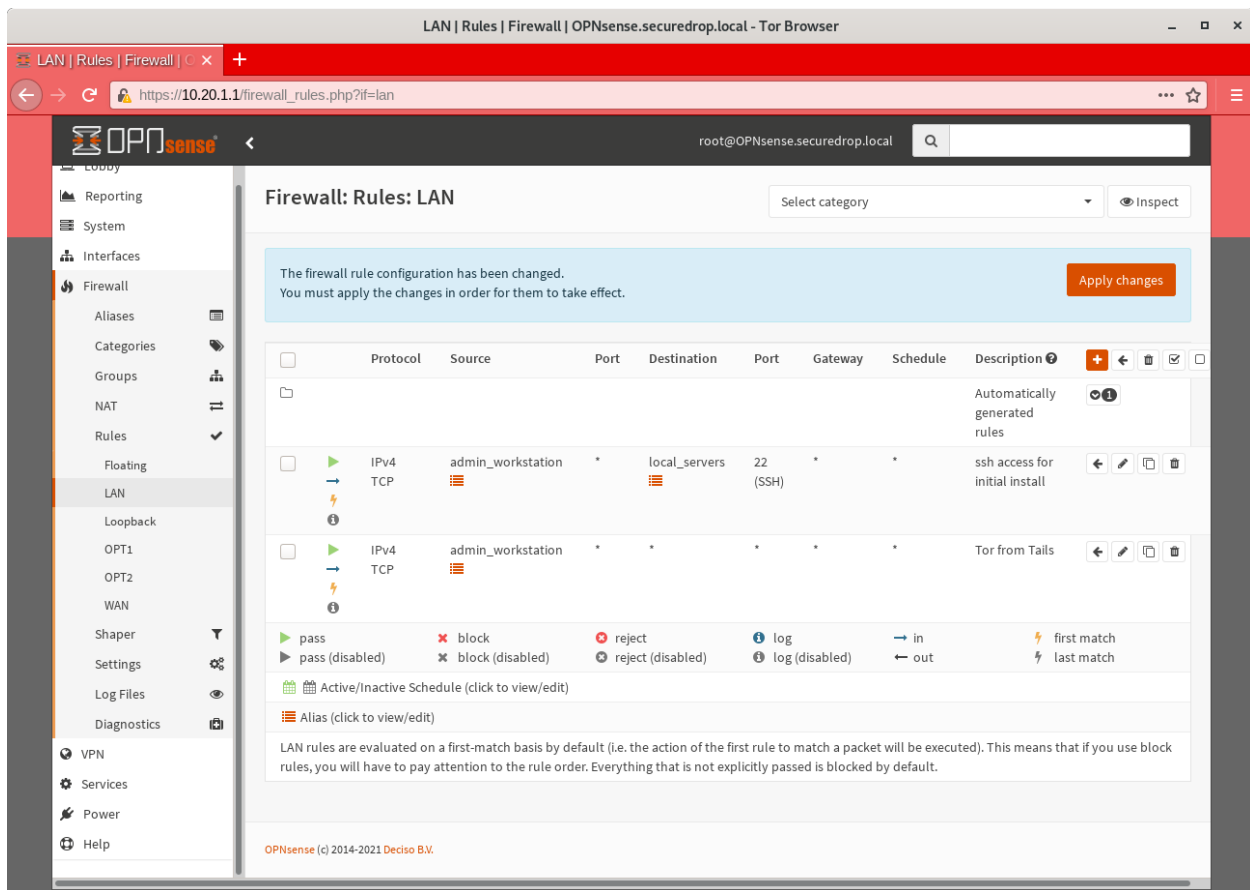 LAN | Rules | Firewall | OPNsense.securedrop.local - Tor Browser
LAN | Rules | Firewall | O
https://10.20.1.1/firewall_rules.php?if=lan
OPNsense
root@OPNsense.securedrop.local
Lobby
Reporting
System
Interfaces
Firewall
Aliases
Categories
Groups
NAT
Rules
Floating
LAN
Loopback
OPT1
OPT2
WAN
Shaper
Settings
Log Files
Diagnostics
VPN
Services
Power
Help
Firewall: Rules: LAN
Select category
Inspect
The firewall rule configuration has been changed.
You must apply the changes in order for them to take effect.
Apply changes
Protocol Source Port Destination Port Gateway Schedule Description
Automatically 1
generated
rules
IPv4 admin_workstation * local_servers 22 * * ssh access for
TCP (SSH) initial install
IPv4 admin_workstation * * * * * Tor from Tails
TCP
pass block reject log in first match
pass (disabled) block (disabled) reject (disabled) log (disabled) out last match
Active/Inactive Schedule (click to view/edit)
Alias (click to view/edit)
LAN rules are evaluated on a first-match basis by default (i.e. the action of the first rule to match a packet will be executed). This means that if you use block
rules, you will have to pay attention to the rule order. Everything that is not explicitly passed is blocked by default.
OPNsense (c) 2014-2021 Deciso B.V.